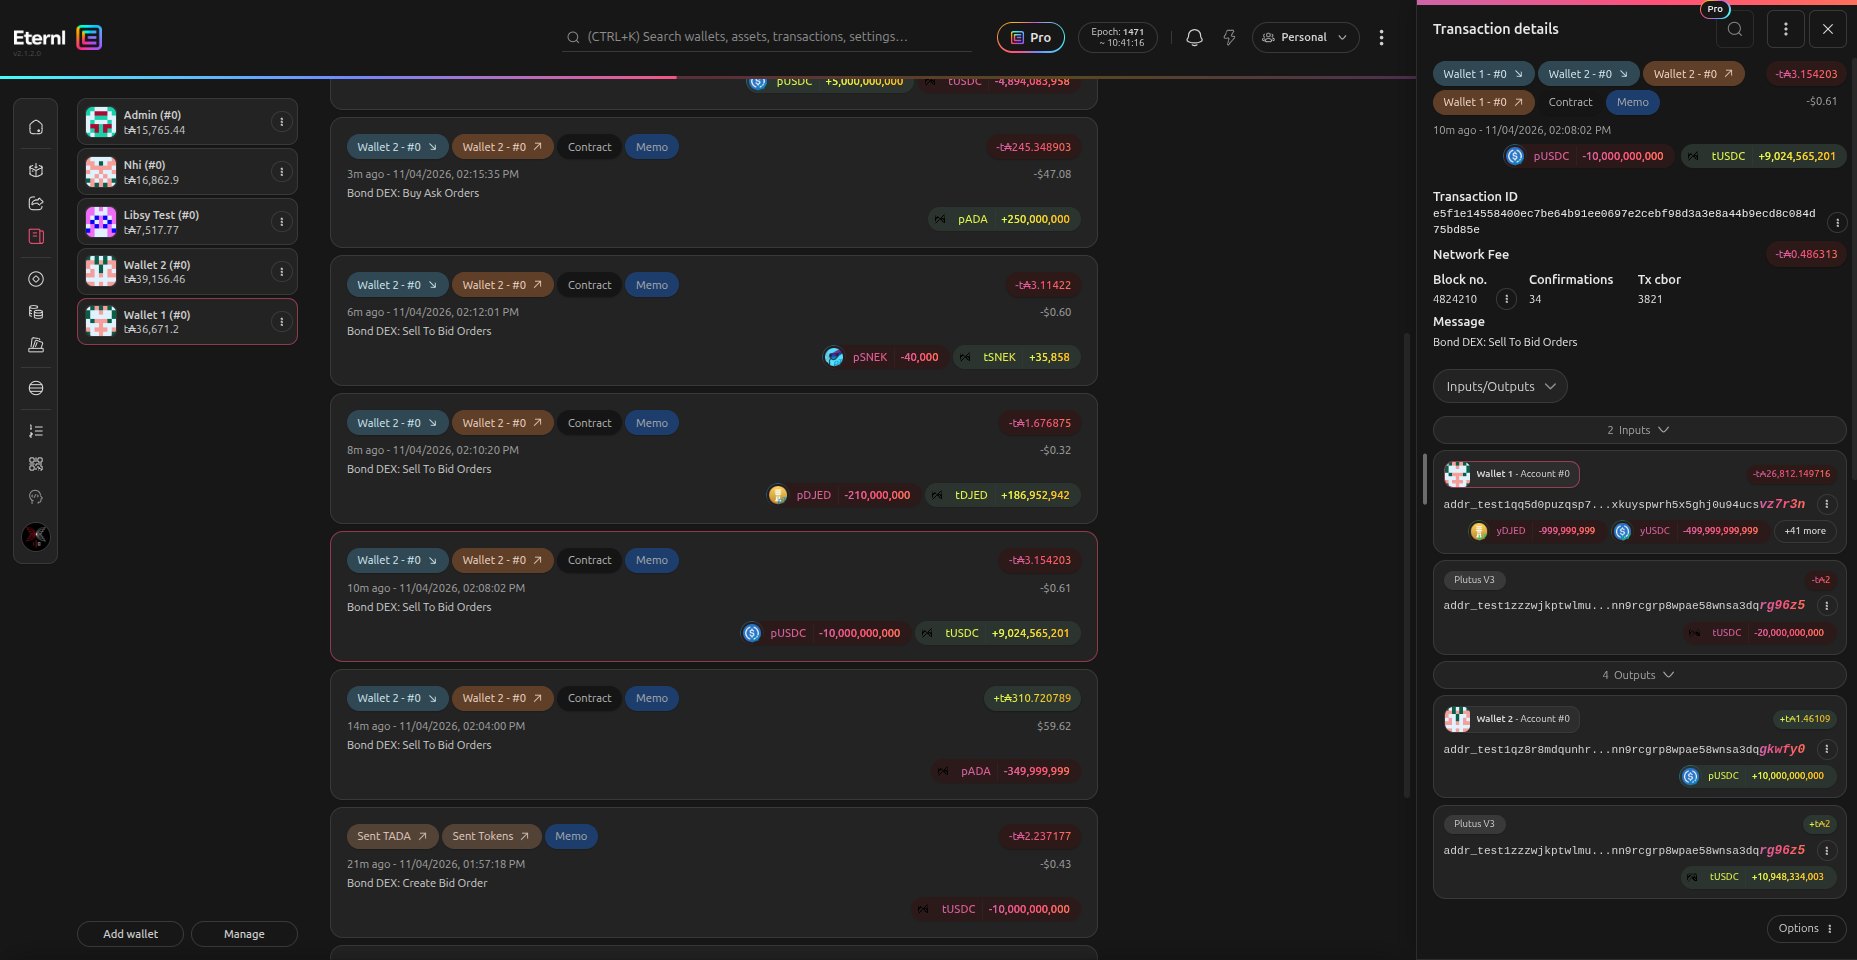 Eternl
v2.1.2.0
(CTRL+K) Search wallets, assets, transactions, settings...
Pro
Epoch: 1471
~ 10:41:16
Personal
Admin (#0)
t₳15,765.44
Nhi (#0)
t₳16,862.9
Libsy Test (#0)
t₳7,517.77
Wallet 2 (#0)
t₳39,156.46
Wallet 1 (#0)
t₳36,671.2
Add wallet
Manage
pUSDC +5,000,000,000 tUSDC -4,894,083,958
Wallet 2 - #0 Wallet 2 - #0 Contract Memo -t₳245.348903
3m ago - 11/04/2026, 02:15:35 PM -$47.08
Bond DEX: Buy Ask Orders
pADA +250,000,000
Wallet 2 - #0 Wallet 2 - #0 Contract Memo -t₳3.11422
6m ago - 11/04/2026, 02:12:01 PM -$0.60
Bond DEX: Sell To Bid Orders
pSNEK -40,000 tSNEK +35,858
Wallet 2 - #0 Wallet 2 - #0 Contract Memo -t₳1.676875
8m ago - 11/04/2026, 02:10:20 PM -$0.32
Bond DEX: Sell To Bid Orders
pDJED -210,000,000 tDJED +186,952,942
Wallet 2 - #0 Wallet 2 - #0 Contract Memo -t₳3.154203
10m ago - 11/04/2026, 02:08:02 PM -$0.61
Bond DEX: Sell To Bid Orders
pUSDC -10,000,000,000 tUSDC +9,024,565,201
Wallet 2 - #0 Wallet 2 - #0 Contract Memo +t₳310.720789
14m ago - 11/04/2026, 02:04:00 PM $59.62
Bond DEX: Sell To Bid Orders
pADA -349,999,999
Sent TADA Sent Tokens Memo -t₳2.237177
21m ago - 11/04/2026, 01:57:18 PM -$0.43
Bond DEX: Create Bid Order
tUSDC -10,000,000,000
Pro
Transaction details
Wallet 1 - #0 Wallet 2 - #0 Wallet 2 - #0 -t₳3.154203
Wallet 1 - #0 Contract Memo -$0.61
10m ago - 11/04/2026, 02:08:02 PM
pUSDC -10,000,000,000 tUSDC +9,024,565,201
Transaction ID
e5f1e14558400ec7be64b91ee0697e2cebf98d3a3e8a44b9ecd8c084d
75bd85e
Network Fee -t₳0.486313
Block no. Confirmations Tx cbor
4824210 34 3821
Message
Bond DEX: Sell To Bid Orders
Inputs/Outputs
2 Inputs
Wallet 1 - Account #0 -t₳26,812.149716
addr_test1qq5d0puzqsp7...xkuyspwrh5x5ghj0u94ucsvz7r3n
yDJED -999,999,999 yUSDC -499,999,999,999 +41 more
Plutus V3 -t₳2
addr_test1zzzwjkptwlmu...nn9rcgrp8wpae58wnsa3dqrg96z5
tUSDC -20,000,000,000
4 Outputs
Wallet 2 - Account #0 +t₳1.46109
addr_test1qz8r8mdqunhr...nn9rcgrp8wpae58wnsa3dqgkwfy0
pUSDC +10,000,000,000
Plutus V3 +t₳2
addr_test1zzzwjkptwlmu...nn9rcgrp8wpae58wnsa3dqrg96z5
tUSDC +10,948,334,003
Options